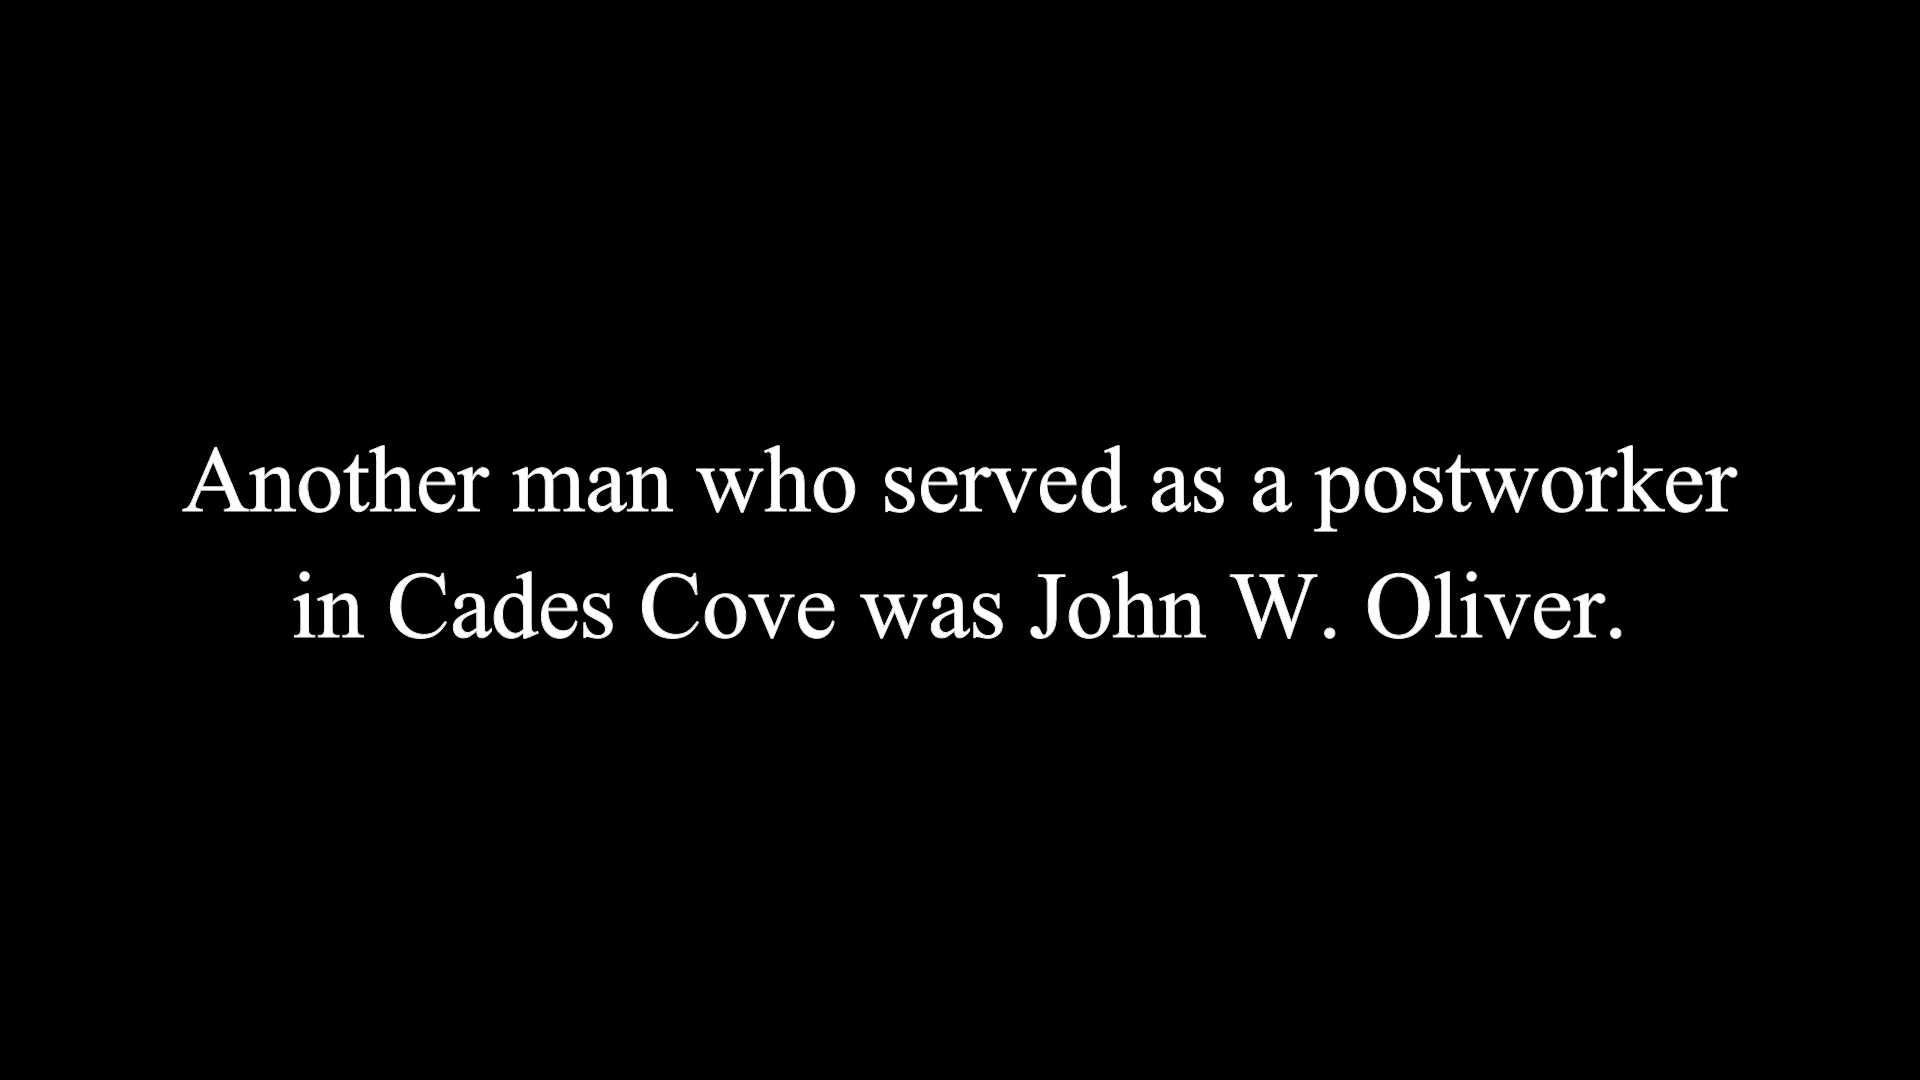 Another man who served as a postworker
in Cades Cove was John W. Oliver.